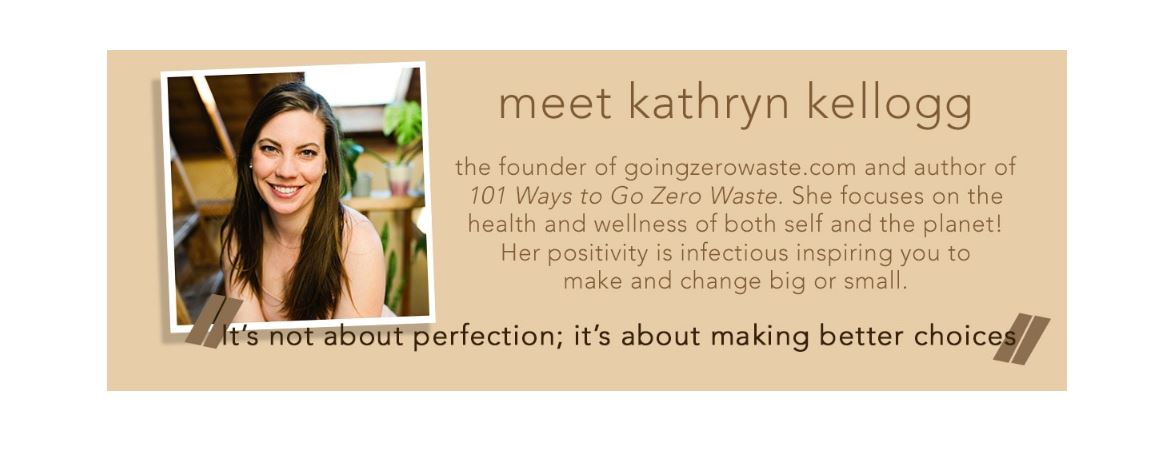 meet kathryn kellogg
the founder of goingzerowaste.com and author of
101 Ways to Go Zero Waste. She focuses on the
health and wellness of both self and the planet!
Her positivity is infectious inspiring you to
make and change big or small.
It's not about perfection; it's about making better choices